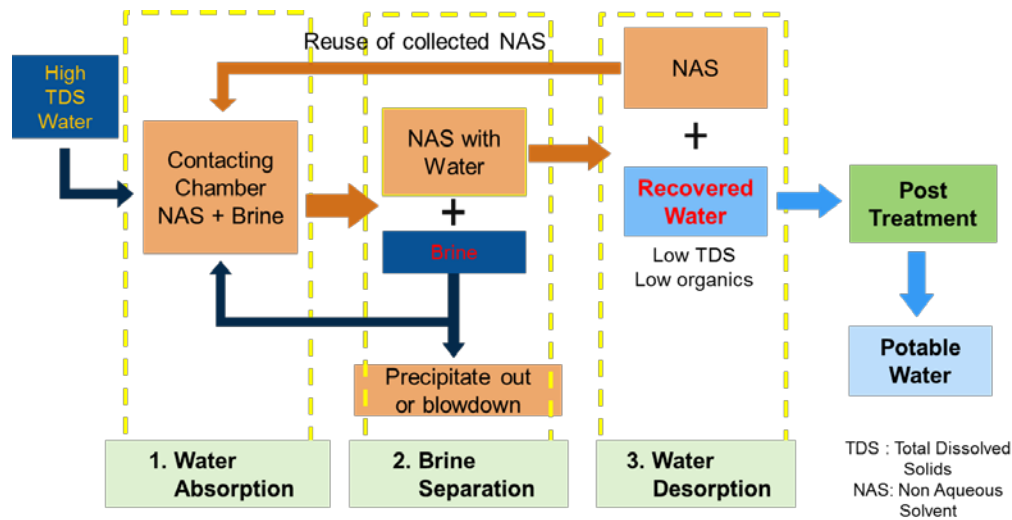 Reuse of collected NAS
High
TDS
Water
Contacting
Chamber
NAS + Brine
NAS with
Water
+
Brine
Precipitate out
or blowdown
NAS
+
Recovered
Water
Low TDS
Low organics
Post
Treatment
Potable
Water
1. Water
Absorption
2. Brine
Separation
3. Water
Desorption
TDS : Total Dissolved
Solids
NAS: Non Aqueous
Solvent